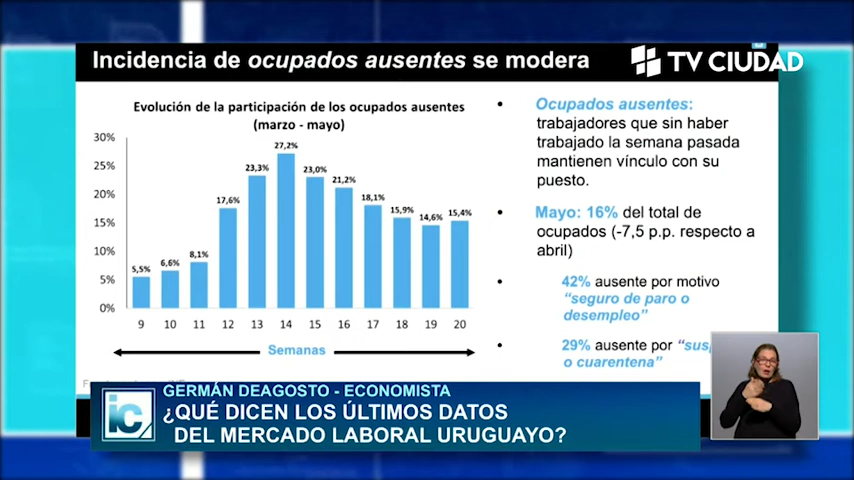 Incidencia de ocupados ausentes se modera
TV CIUDAD
Evolución de la participación de los ocupados ausentes
(marzo - mayo)
30%
25%
20%
15%
10%
5%
0%
5,5%
6,6%
8,1%
17,6%
23,3%
27,2%
23,0%
21,2%
18,1%
15,9%
14,6%
15,4%
9 10 11 12 13 14 15 16 17 18 19 20
Semanas
• Ocupados ausentes:
trabajadores que sin haber
trabajado la semana pasada
mantienen vínculo con su
puesto.
• Mayo: 16% del total de
ocupados (-7,5 p.p. respecto a
abril)
• 42% ausente por motivo
“seguro de paro o
desempleo”
• 29% ausente por
o cuarentena”
ic
GERMÁN DEAGOSTO - ECONOMISTA
¿QUÉ DICEN LOS ÚLTIMOS DATOS
DEL MERCADO LABORAL URUGUAYO?